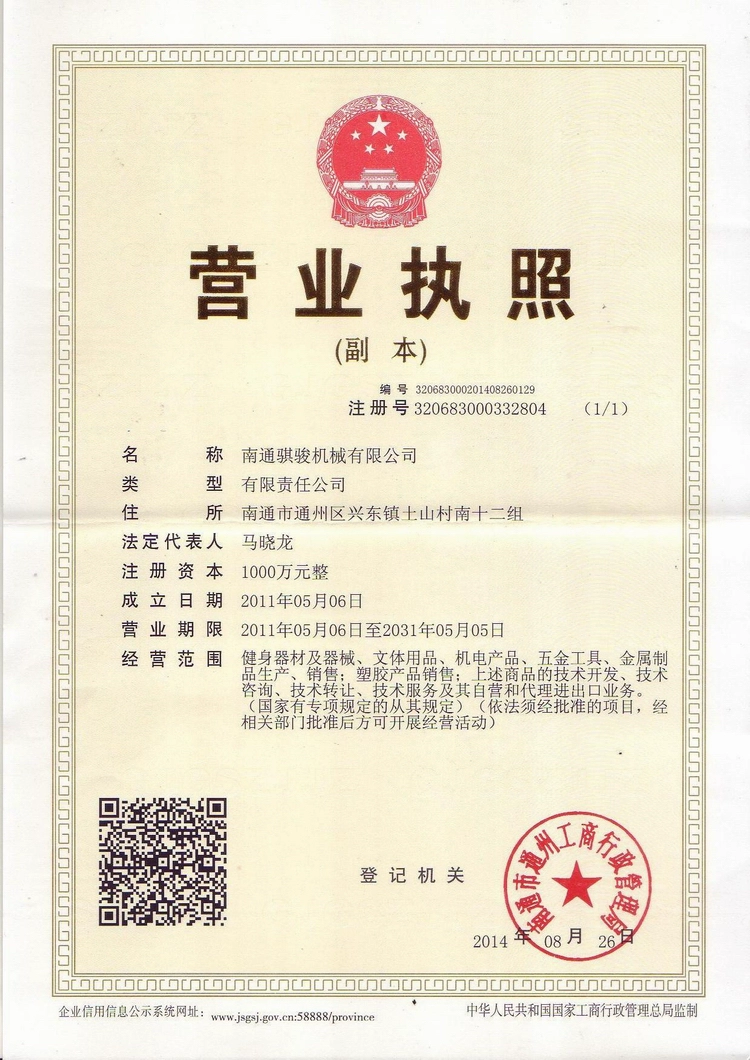 营业执照
(副 本)
编 号 320683000201408260129
注册号 320683000332804 （1/1）
名 称 南通骐骏机械有限公司
类 型 有限责任公司
住 所 南通市通州区兴东镇土山村南十二组
法定代表人 马晓龙
注册资本 1000万元整
成立日期 2011年05月06日
营业期限 2011年05月06日至2031年05月05日
经营范围 健身器材及器械、文体用品、机电产品、五金工具、金属制
品生产、销售；塑胶产品销售；上述商品的技术开发、技术
咨询、技术转让、技术服务及其自营和代理进出口业务。
（国家有专项规定的从其规定）（依法须经批准的项目，经
相关部门批准后方可开展经营活动）
南通市通州工商行政管理局
登记机关
2014 年 08 月 26 日
企业信用信息公示系统网址： www.jsgsj.gov.cn:58888/province
中华人民共和国国家工商行政管理总局监制